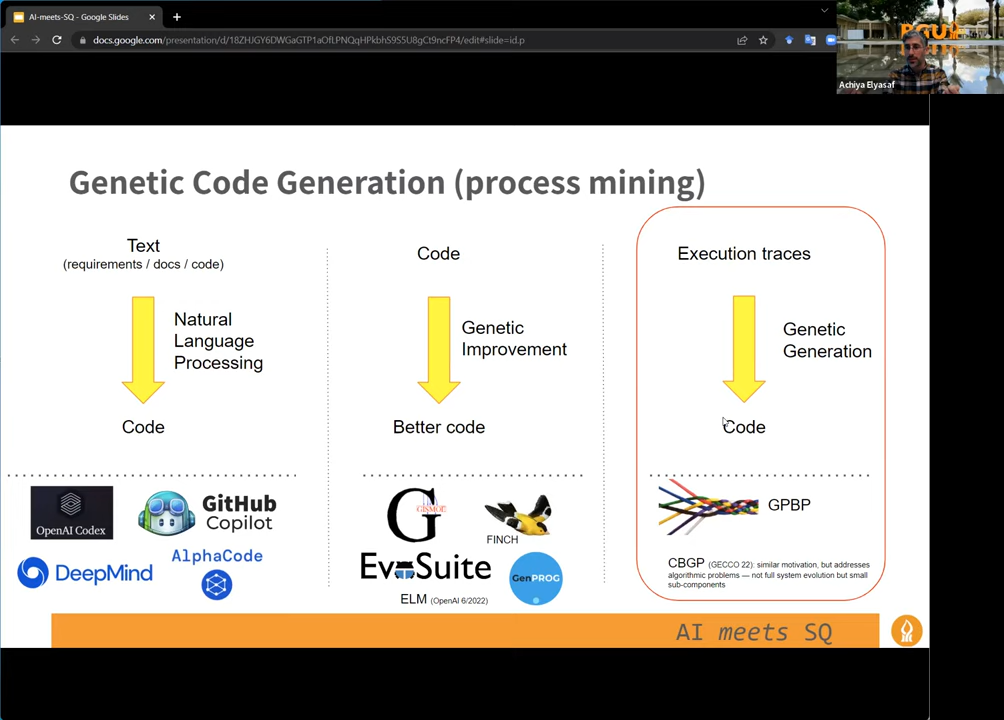 AI-meets-SQ - Google Slides
docs.google.com/presentation/d/18ZHJGY6DWGaGTP1aOfLPNQqHPkbhS9S5U8gCt9ncFP4/edit#slide=id.p
Achiya Elyasaf
Genetic Code Generation (process mining)
Text
(requirements / docs / code)
Natural
Language
Processing
Code
OpenAI Codex
GitHub
Copilot
DeepMind
AlphaCode
Code
Genetic
Improvement
Better code
G
GISMOE
FINCH
EvoSuite
GenPROG
ELM (OpenAI 6/2022)
Execution traces
Genetic
Generation
Code
GPBP
CBGP (GECCO 22): similar motivation, but addresses
algorithmic problems — not full system evolution but small
sub-components
AI meets SQ